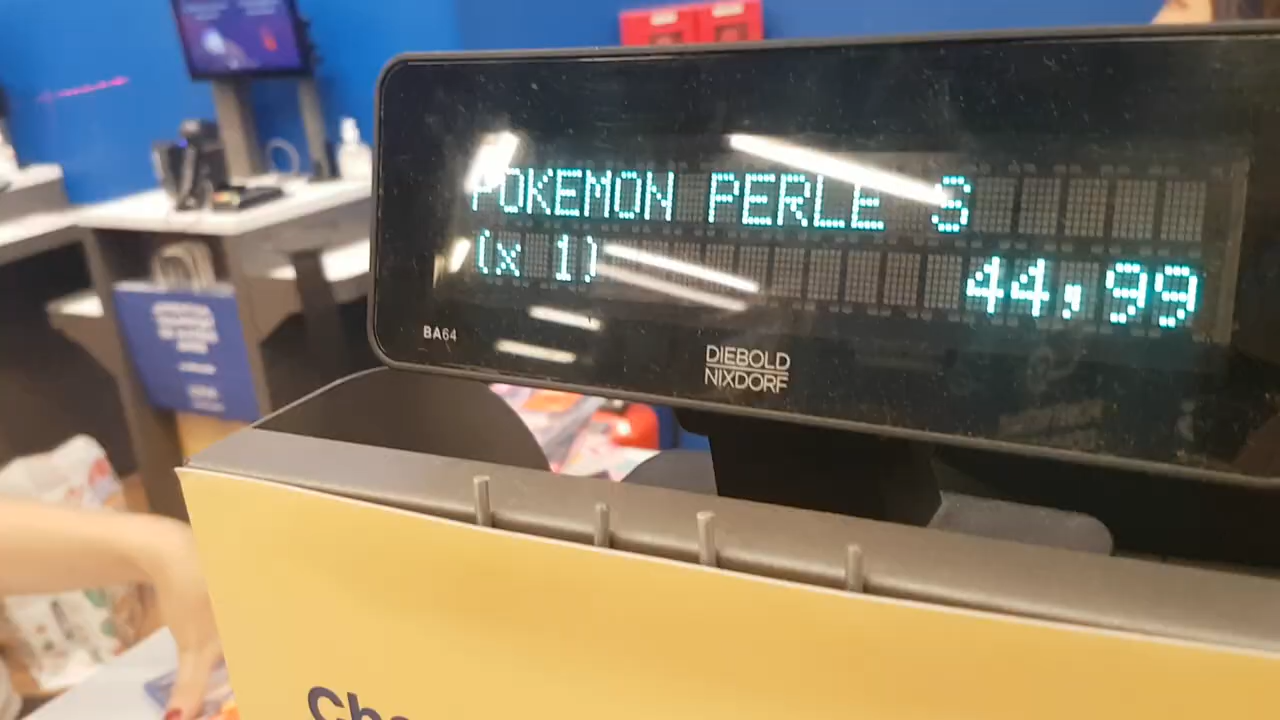 POKEMON PERLE S
(x 1) 44,99
BA64
DIEBOLD
NIXDORF